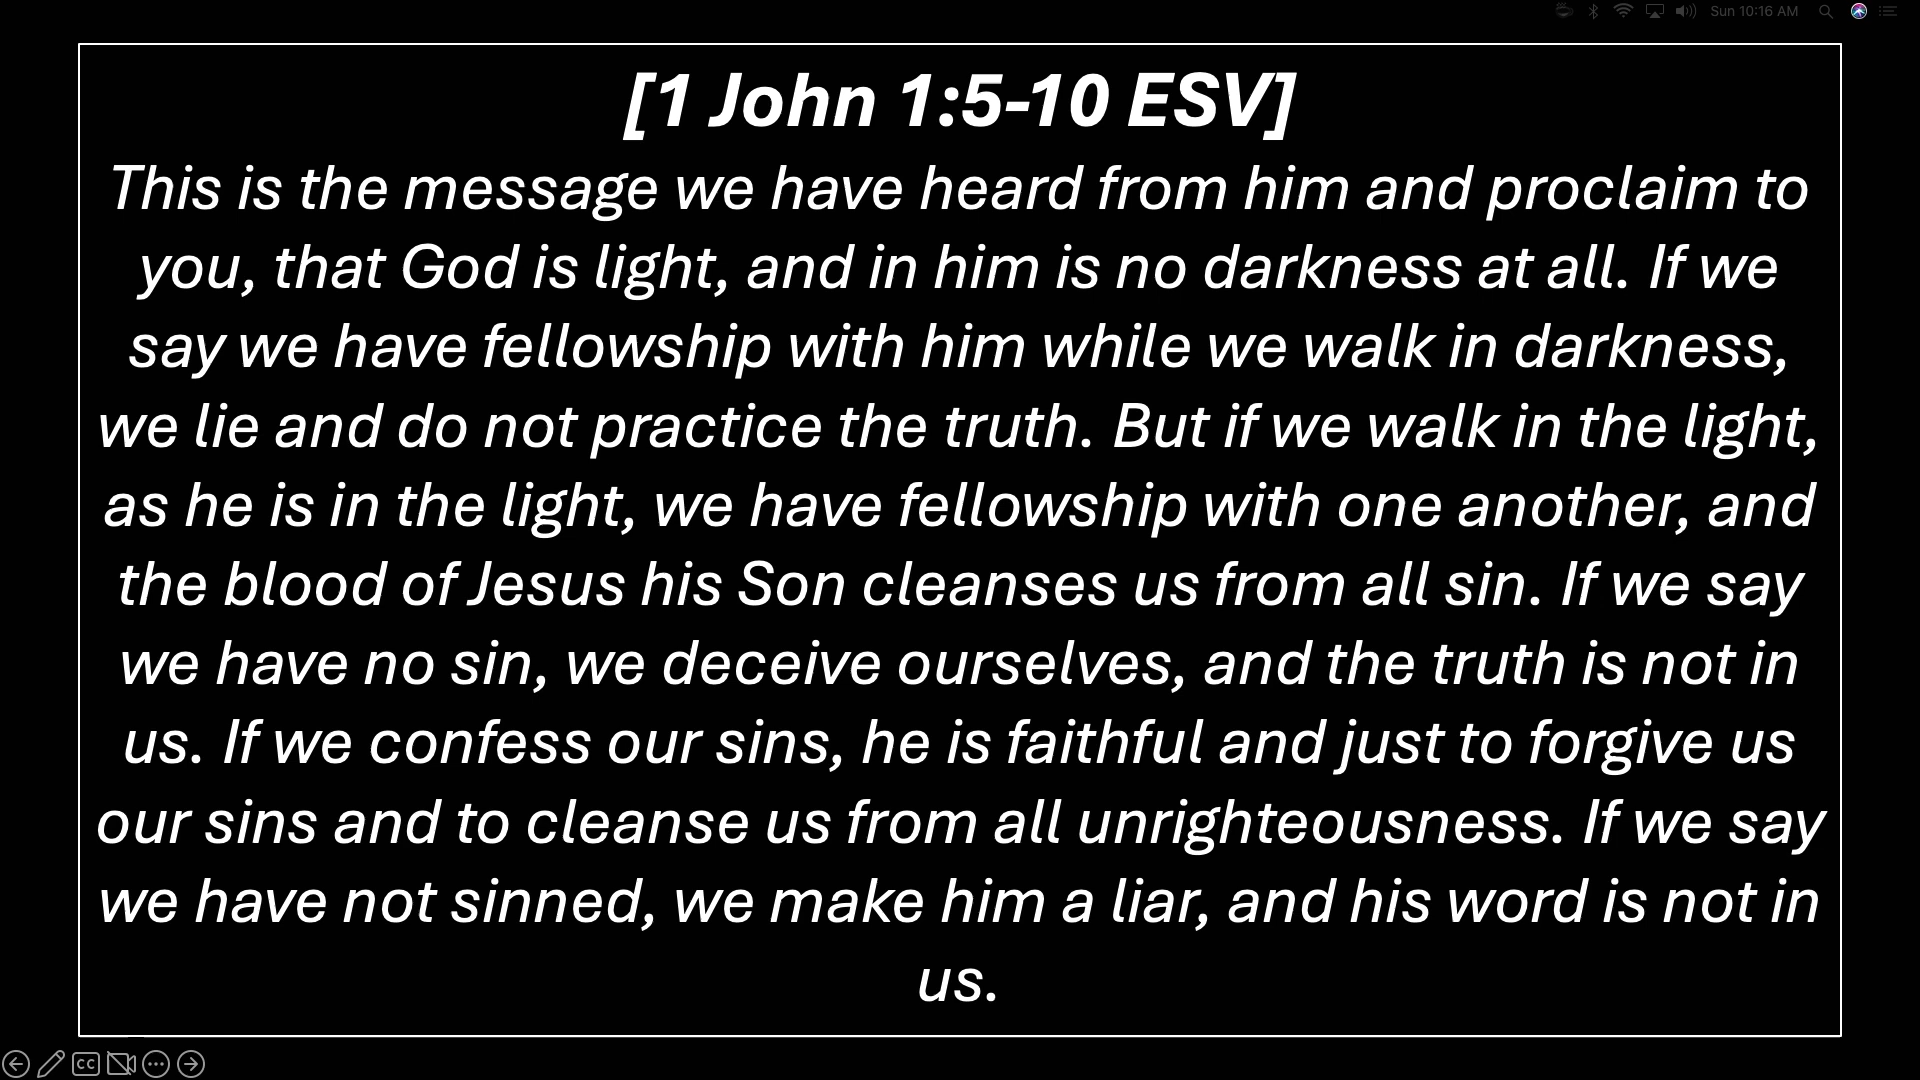 Sun 10:16 AM
[1 John 1:5-10 ESV]
This is the message we have heard from him and proclaim to
you, that God is light, and in him is no darkness at all. If we
say we have fellowship with him while we walk in darkness,
we lie and do not practice the truth. But if we walk in the light,
as he is in the light, we have fellowship with one another, and
the blood of Jesus his Son cleanses us from all sin. If we say
we have no sin, we deceive ourselves, and the truth is not in
us. If we confess our sins, he is faithful and just to forgive us
our sins and to cleanse us from all unrighteousness. If we say
we have not sinned, we make him a liar, and his word is not in
us.
CC